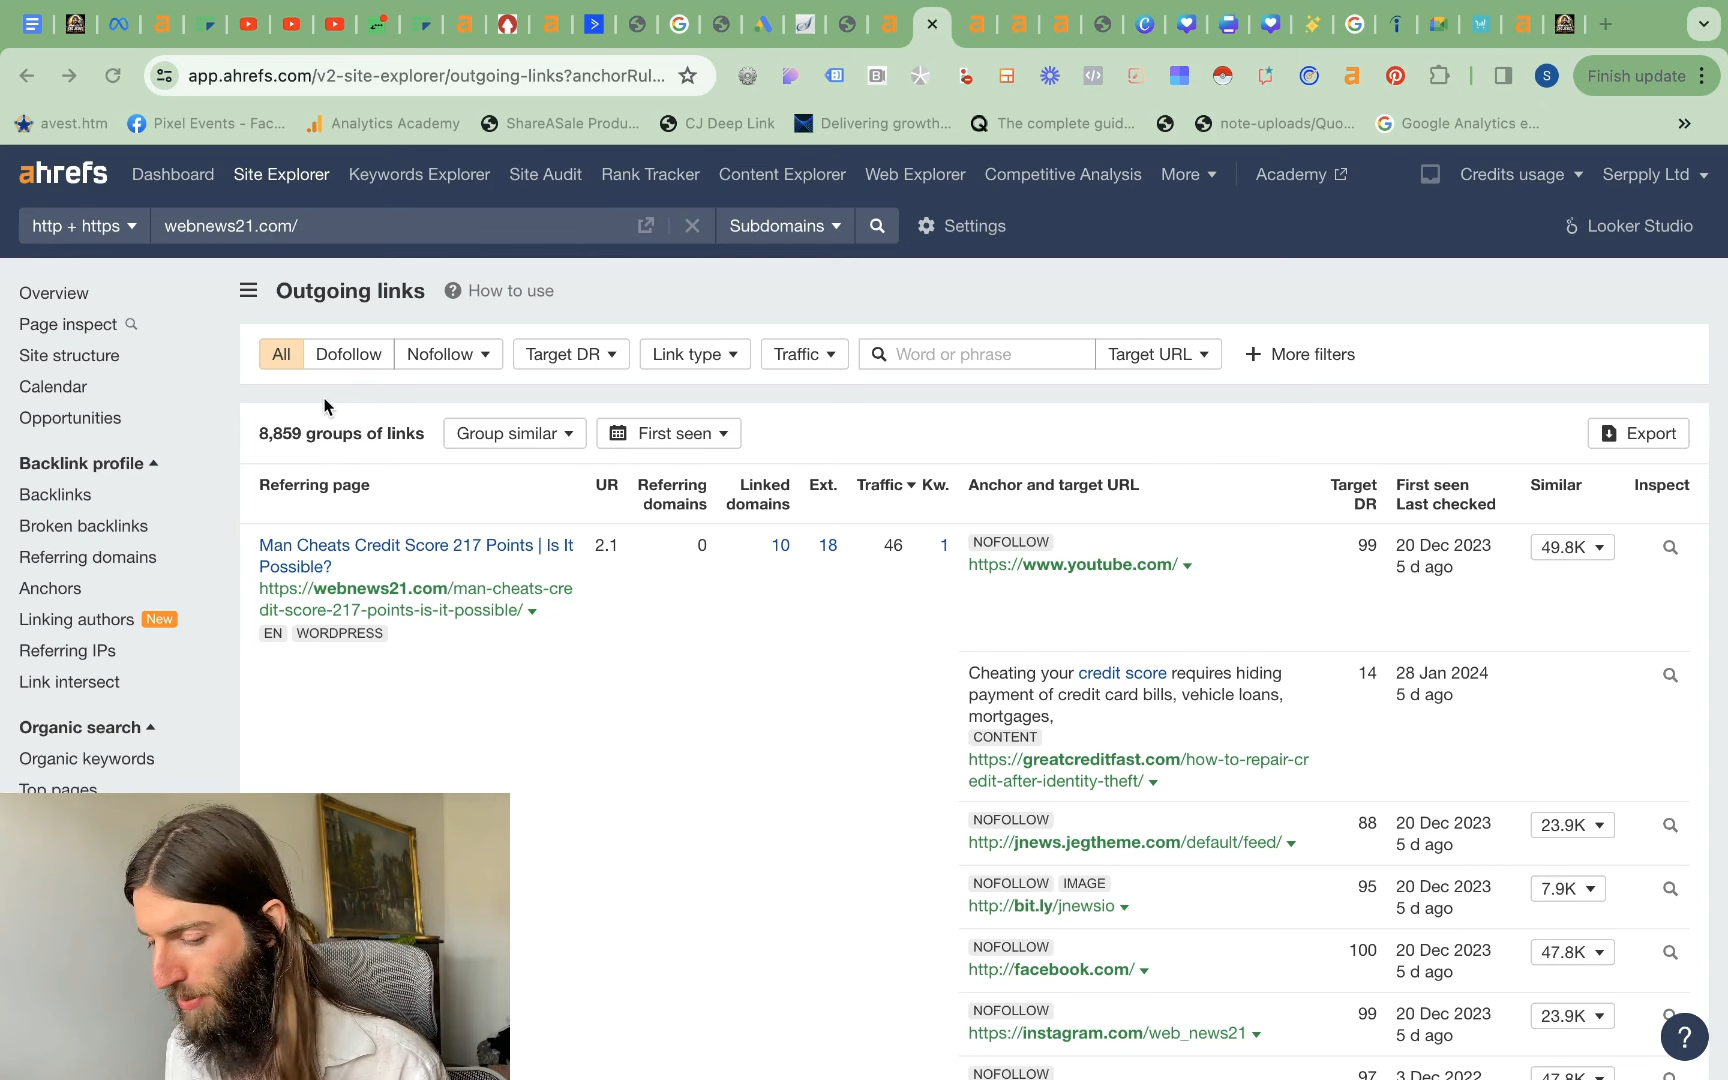 app.ahrefs.com/v2-site-explorer/outgoing-links?anchorRul...
Finish update
avest.htm
Pixel Events - Fac...
Analytics Academy
ShareASale Produ...
CJ Deep Link
Delivering growth...
The complete guid...
note-uploads/Quo...
Google Analytics e...
ahrefs
Dashboard
Site Explorer
Keywords Explorer
Site Audit
Rank Tracker
Content Explorer
Web Explorer
Competitive Analysis
More
Academy
Credits usage
Serpply Ltd
http + https
webnews21.com/
Subdomains
Settings
Looker Studio
Overview
Page inspect
Site structure
Calendar
Opportunities
Backlink profile
Backlinks
Broken backlinks
Referring domains
Anchors
Linking authors New
Referring IPs
Link intersect
Organic search
Organic keywords
Top pages
Outgoing links
? How to use
All
Dofollow
Nofollow
Target DR
Link type
Traffic
Word or phrase
Target URL
+ More filters
8,859 groups of links
Group similar
First seen
Export
Referring page
UR
Referring domains
Linked domains
Ext.
Traffic
Kw.
Anchor and target URL
Target DR
First seen
Last checked
Similar
Inspect
Man Cheats Credit Score 217 Points | Is It
Possible?
https://webnews21.com/man-cheats-cre
dit-score-217-points-is-it-possible/
EN WORDPRESS
2.1
0
10
18
46
1
NOFOLLOW
https://www.youtube.com/
99
20 Dec 2023
5 d ago
49.8K
Cheating your credit score requires hiding
payment of credit card bills, vehicle loans,
mortgages,
CONTENT
https://greatcreditfast.com/how-to-repair-cr
edit-after-identity-theft/
14
28 Jan 2024
5 d ago
NOFOLLOW
http://jnews.jegtheme.com/default/feed/
88
20 Dec 2023
5 d ago
23.9K
NOFOLLOW IMAGE
http://bit.ly/jnewsio
95
20 Dec 2023
5 d ago
7.9K
NOFOLLOW
http://facebook.com/
100
20 Dec 2023
5 d ago
47.8K
NOFOLLOW
https://instagram.com/web_news21
99
20 Dec 2023
5 d ago
23.9K
?
NOFOLLOW
97
3 Dec 2022
47.8K